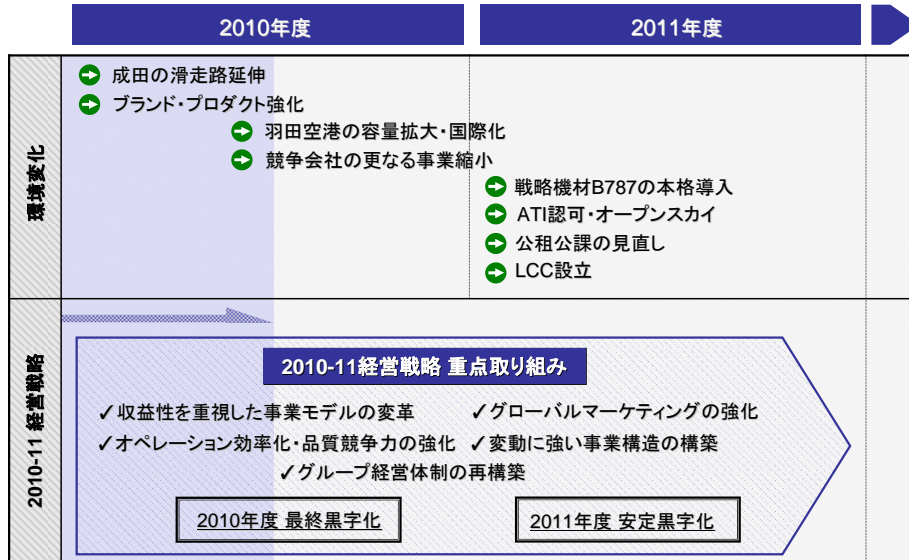 2010年度 2011年度
環境変化
成田の滑走路延伸
ブランド・プロダクト強化
羽田空港の容量拡大・国際化
競争会社の更なる事業縮小
戦略機材B787の本格導入
ATI認可・オープンスカイ
公租公課の見直し
LCC設立
2010-11 経営戦略
2010-11経営戦略 重点取り組み
✓収益性を重視した事業モデルの変革 ✓グローバルマーケティングの強化
✓オペレーション効率化・品質競争力の強化 ✓変動に強い事業構造の構築
✓グループ経営体制の再構築
2010年度 最終黒字化 2011年度 安定黒字化